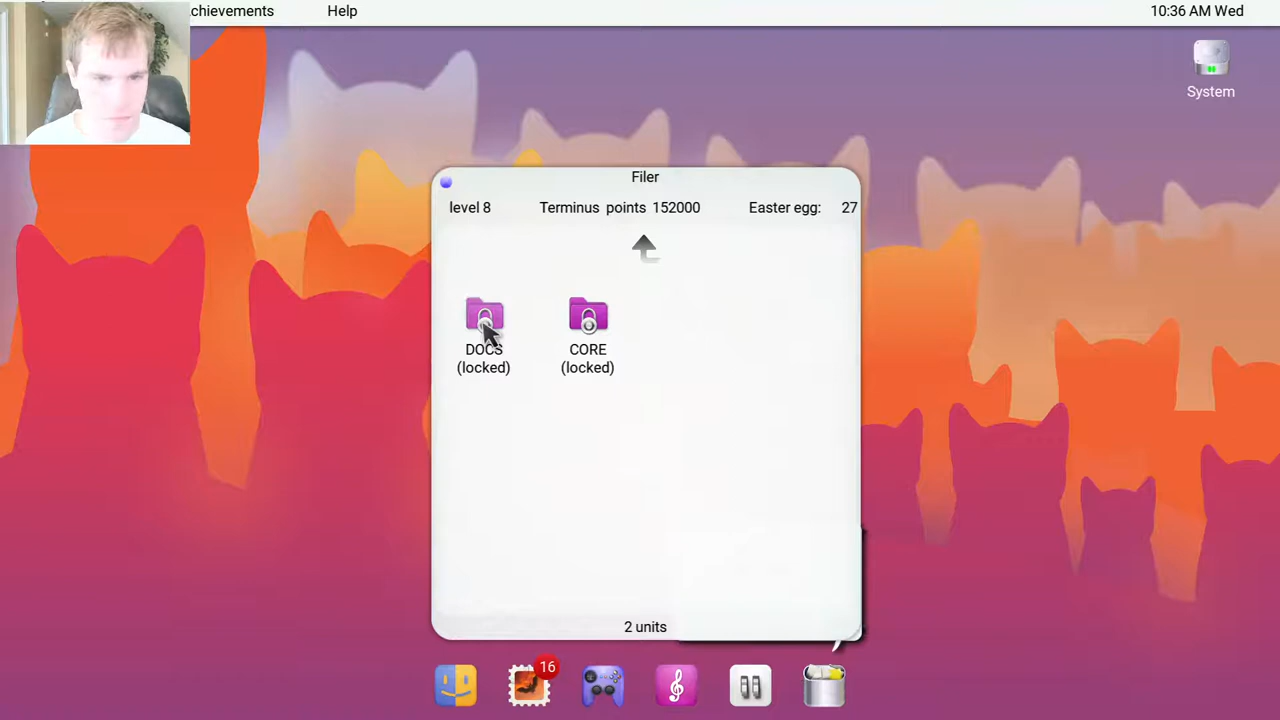 chievements Help 10:36 AM Wed
System
Filer
level 8 Terminus points 152000 Easter egg: 27
DOCS
(locked)
CORE
(locked)
2 units
16